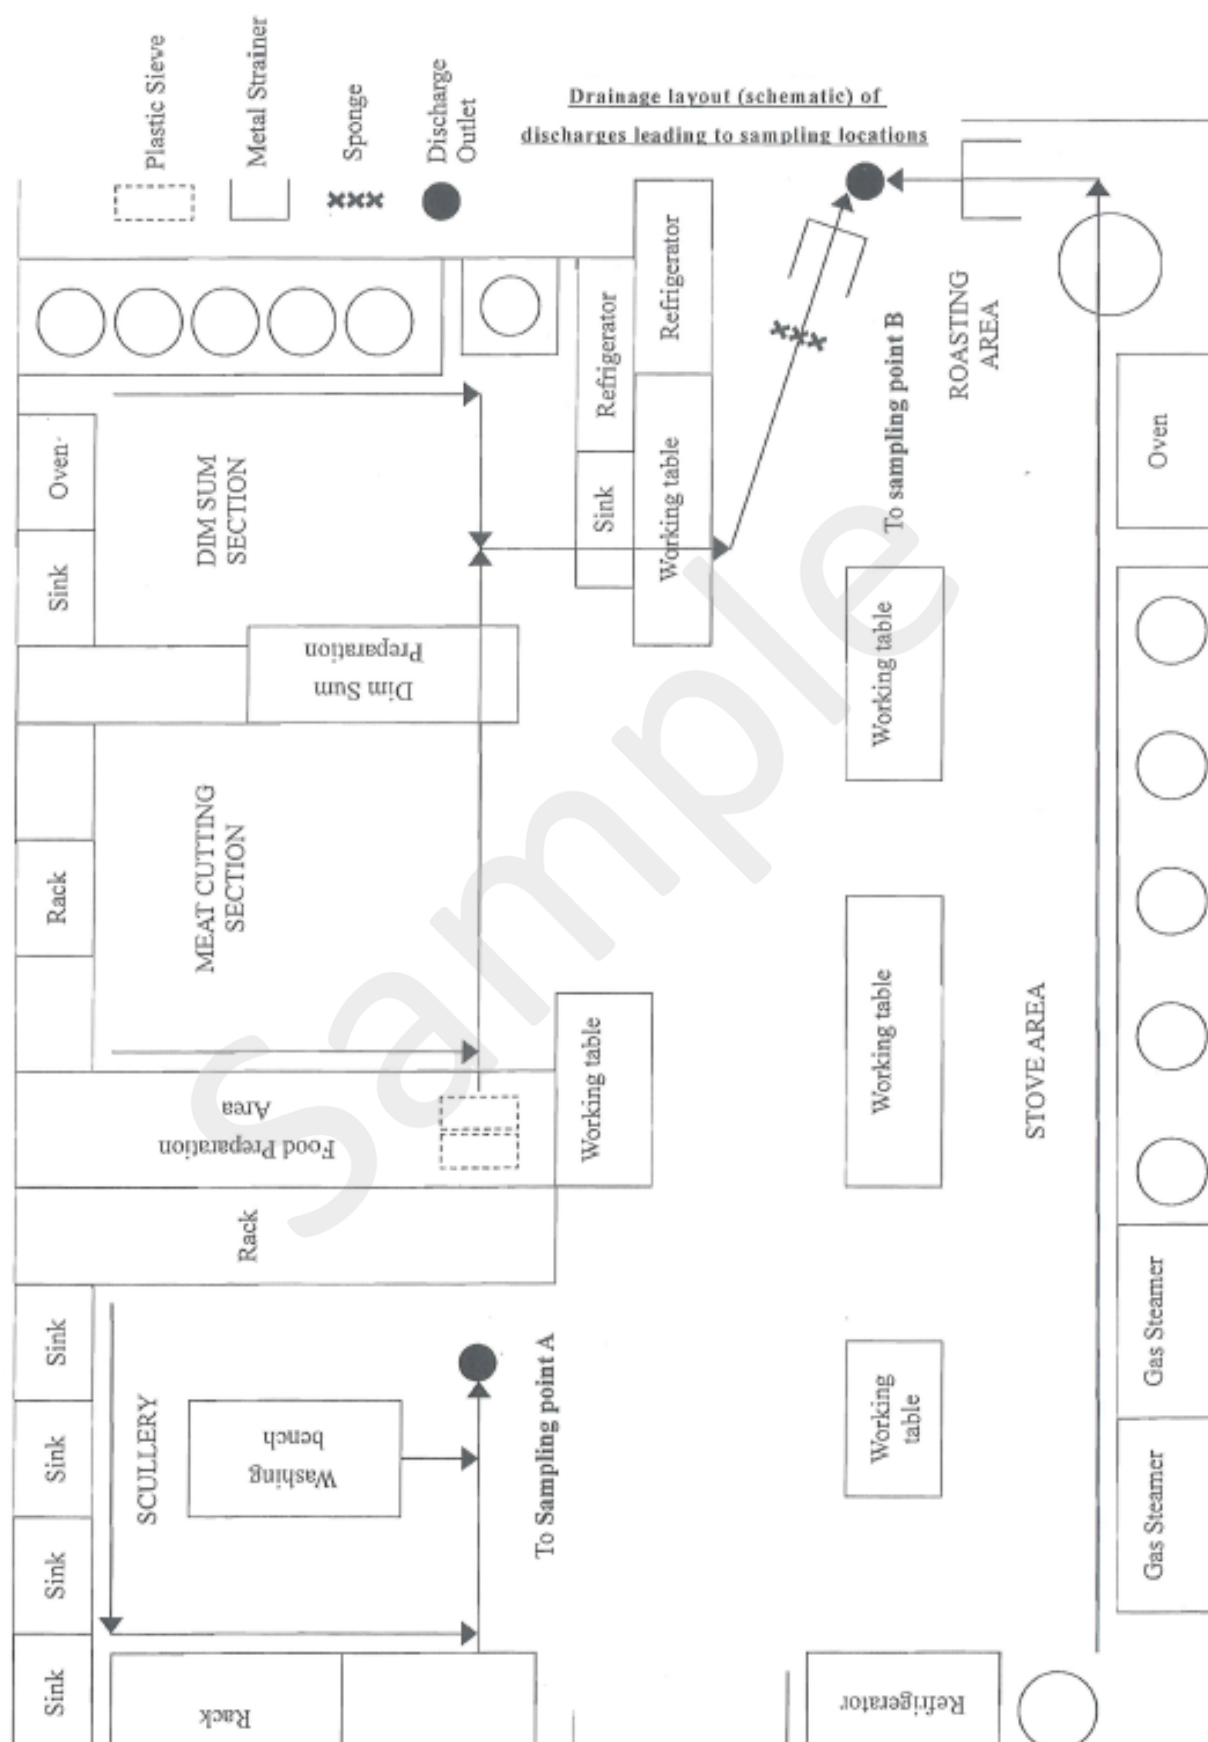 Plastic Sieve
Metal Strainer
Sponge
Discharge
Outlet
Drainage layout (schematic) of
discharges leading to sampling locations
Refrigerator
Refrigerator
Sink
Working table
To sampling point B
ROASTING
AREA
Oven
Oven
Sink
DIM SUM
SECTION
Dim Sum
Preparation
Working table
Rack
MEAT CUTTING
SECTION
Food Preparation
Area
Working table
Working table
STOVE AREA
Rack
Sink
Sink
Sink
Sink
SCULLERY
Washing
bench
To Sampling point A
Working
table
Gas Steamer
Gas Steamer
Rack
Refrigerator
Sample